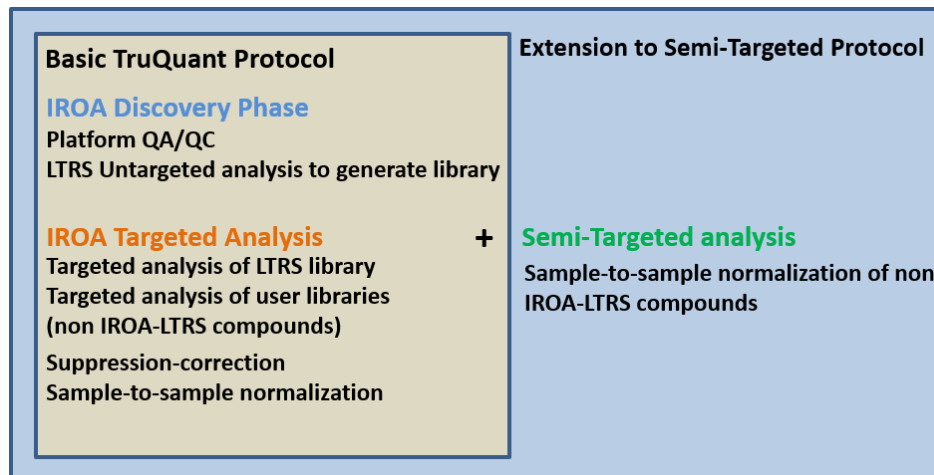 Basic TruQuant Protocol
IROA Discovery Phase
Platform QA/QC
LTRS Untargeted analysis to generate library
IROA Targeted Analysis
Targeted analysis of LTRS library
Targeted analysis of user libraries
(non IROA-LTRS compounds)
Suppression-correction
Sample-to-sample normalization
+
Extension to Semi-Targeted Protocol
Semi-Targeted analysis
Sample-to-sample normalization of non
IROA-LTRS compounds